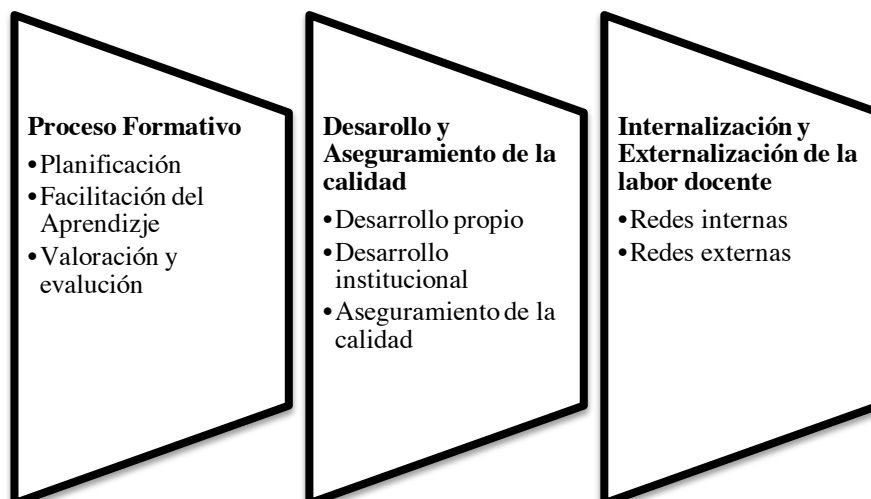 Proceso Formativo
•Planificación
•Facilitación del
Aprendizje
•Valoración y
evalución
Desarollo y
Aseguramiento de la
calidad
•Desarrollo propio
•Desarrollo
institucional
•Aseguramiento de la
calidad
Internalización y
Externalización de la
labor docente
•Redes internas
•Redes externas